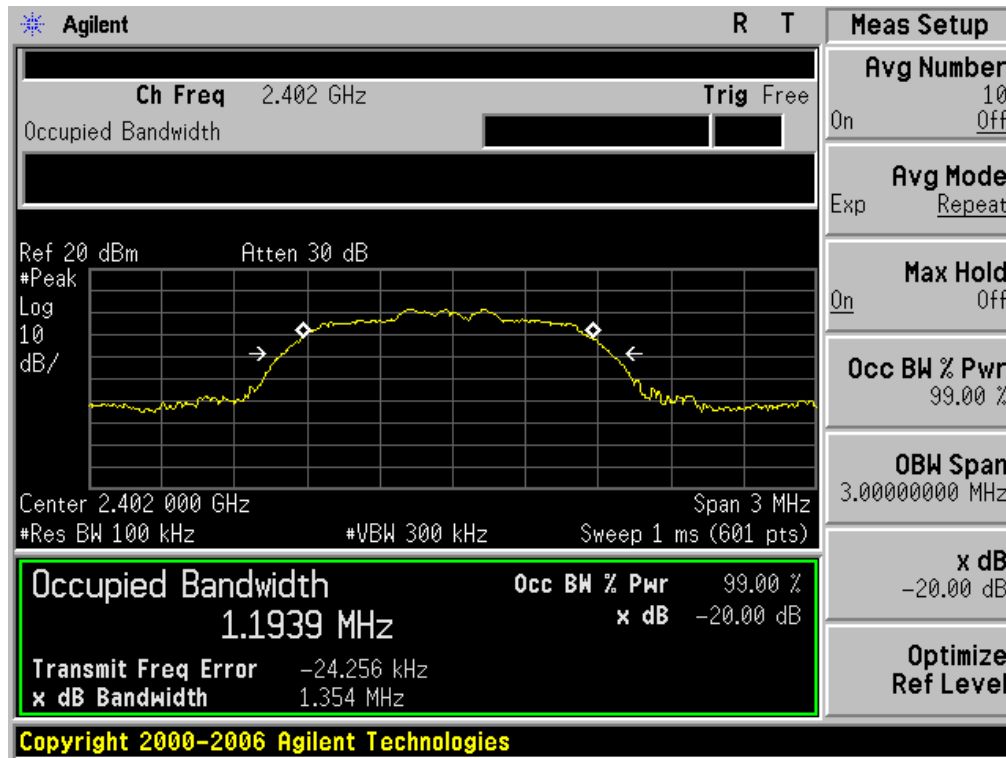 Agilent
R T
Ch Freq 2.402 GHz
Trig Free
Occupied Bandwidth
Ref 20 dBm
Atten 30 dB
#Peak
Log
10
dB/
Center 2.402 000 GHz
Span 3 MHz
#Res BW 100 kHz
#VBW 300 kHz
Sweep 1 ms (601 pts)
Occupied Bandwidth
1.1939 MHz
Occ BW % Pwr 99.00 %
x dB -20.00 dB
Transmit Freq Error -24.256 kHz
x dB Bandwidth 1.354 MHz
Copyright 2000-2006 Agilent Technologies
Meas Setup
Avg Number
10
On Off
Avg Mode
Exp Repeat
Max Hold
On Off
Occ BW % Pwr
99.00 %
OBW Span
3.00000000 MHz
x dB
-20.00 dB
Optimize
Ref Level